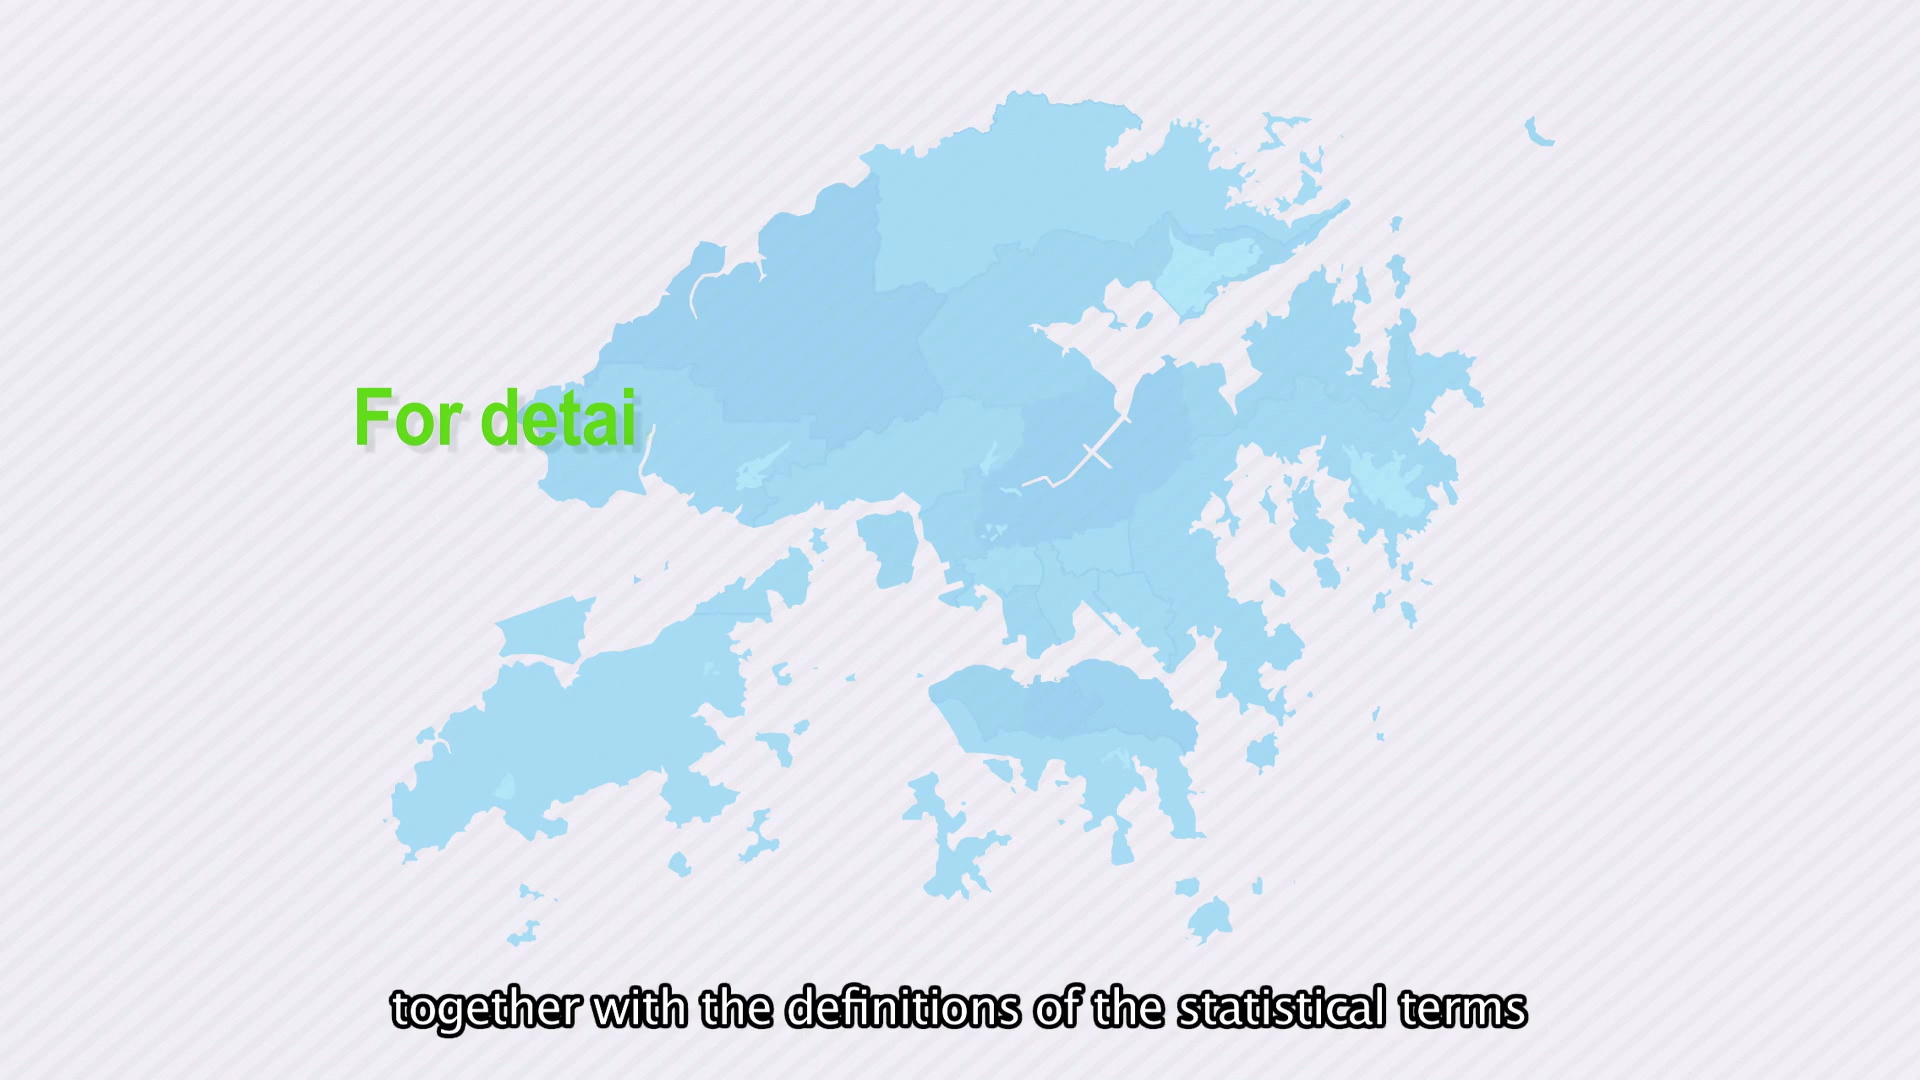 For detai
together with the definitions of the statistical terms